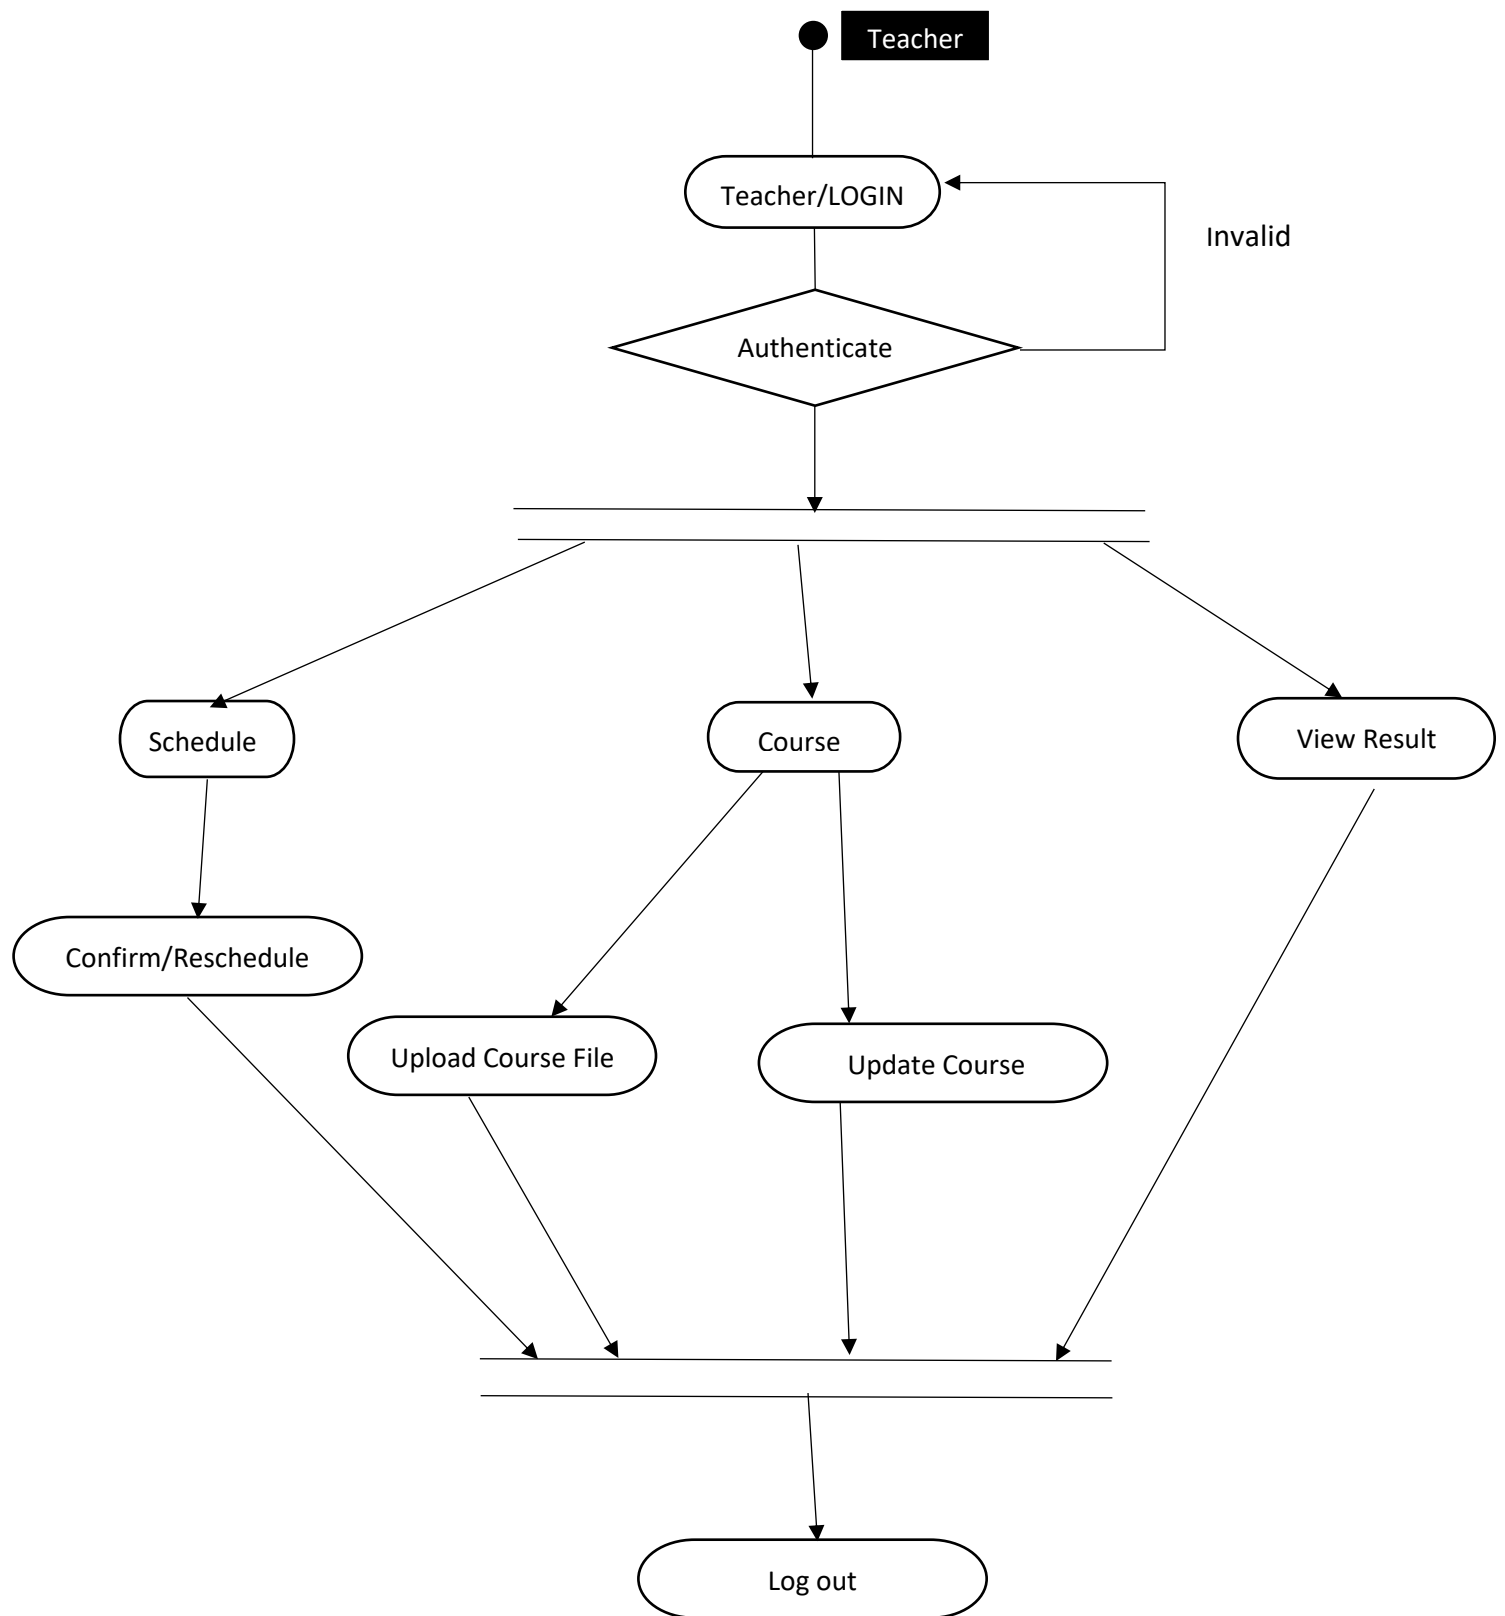 Teacher
Teacher/LOGIN
Invalid
Authenticate
Schedule
Course
View Result
Confirm/Reschedule
Upload Course File
Update Course
Log out